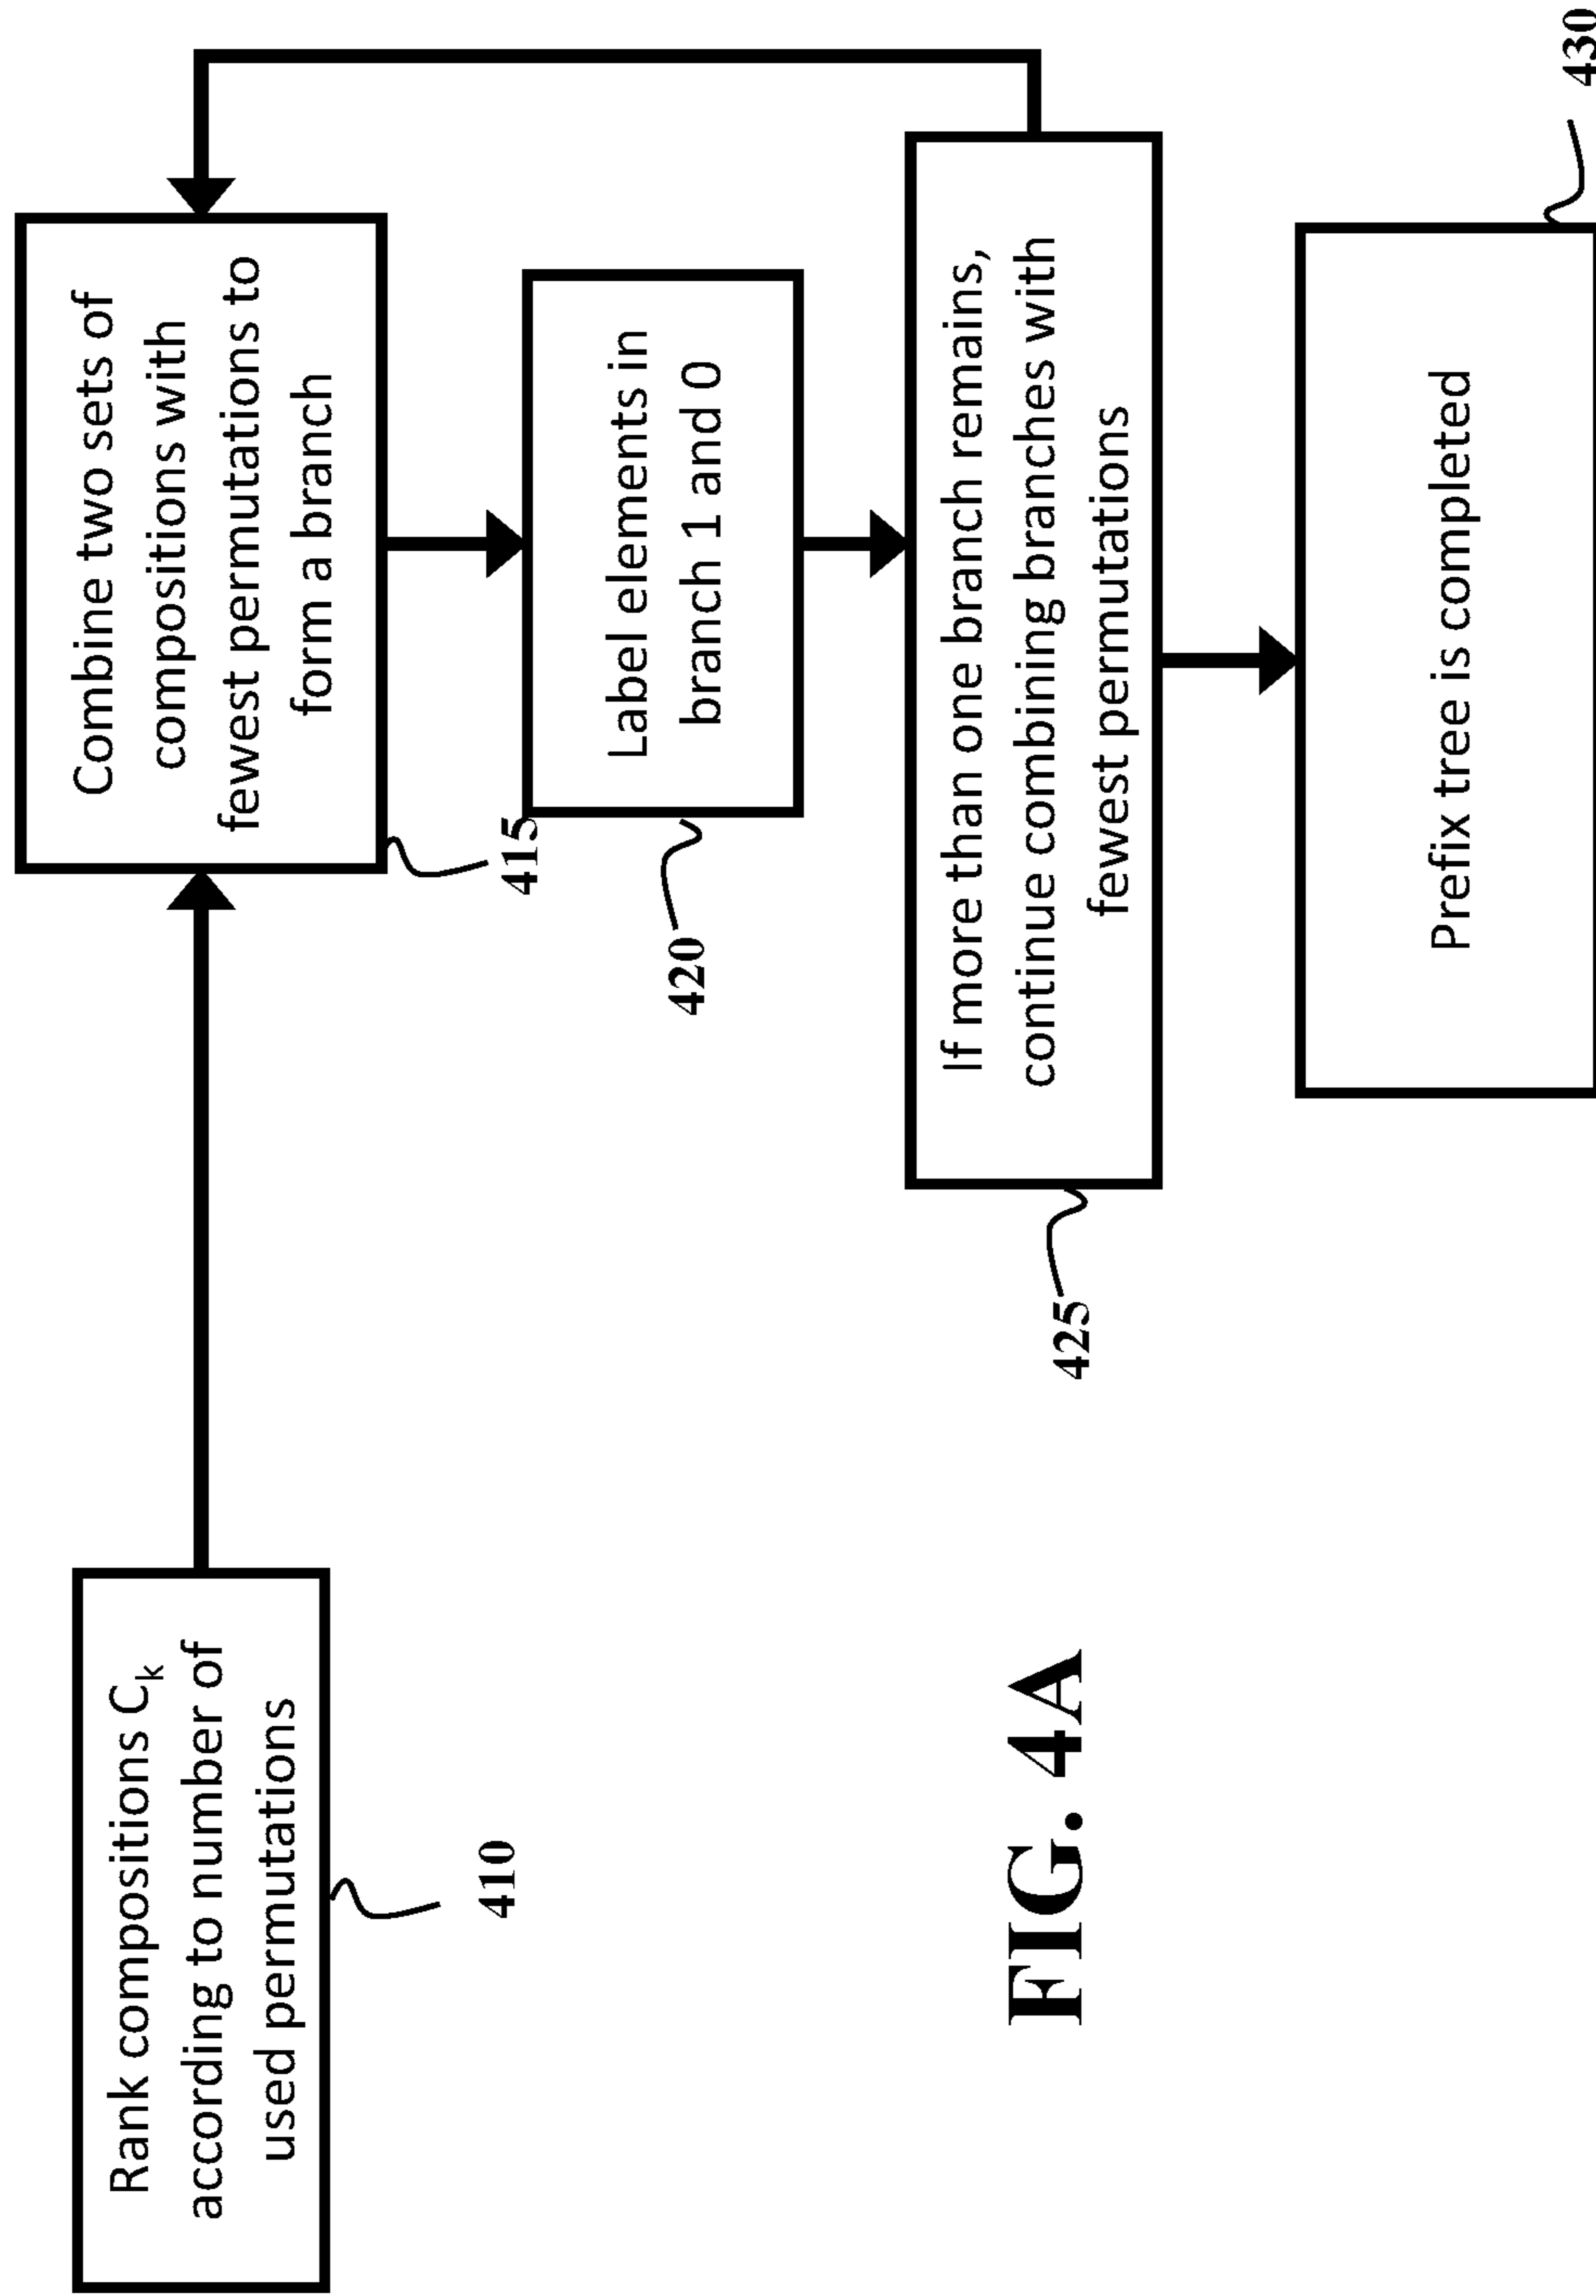 Rank compositions Cₖ
according to number of
used permutations
410
Combine two sets of
compositions with
fewest permutations to
form a branch
415
Label elements in
branch 1 and 0
420
If more than one branch remains,
continue combining branches with
fewest permutations
425
Prefix tree is completed
430
FIG. 4A